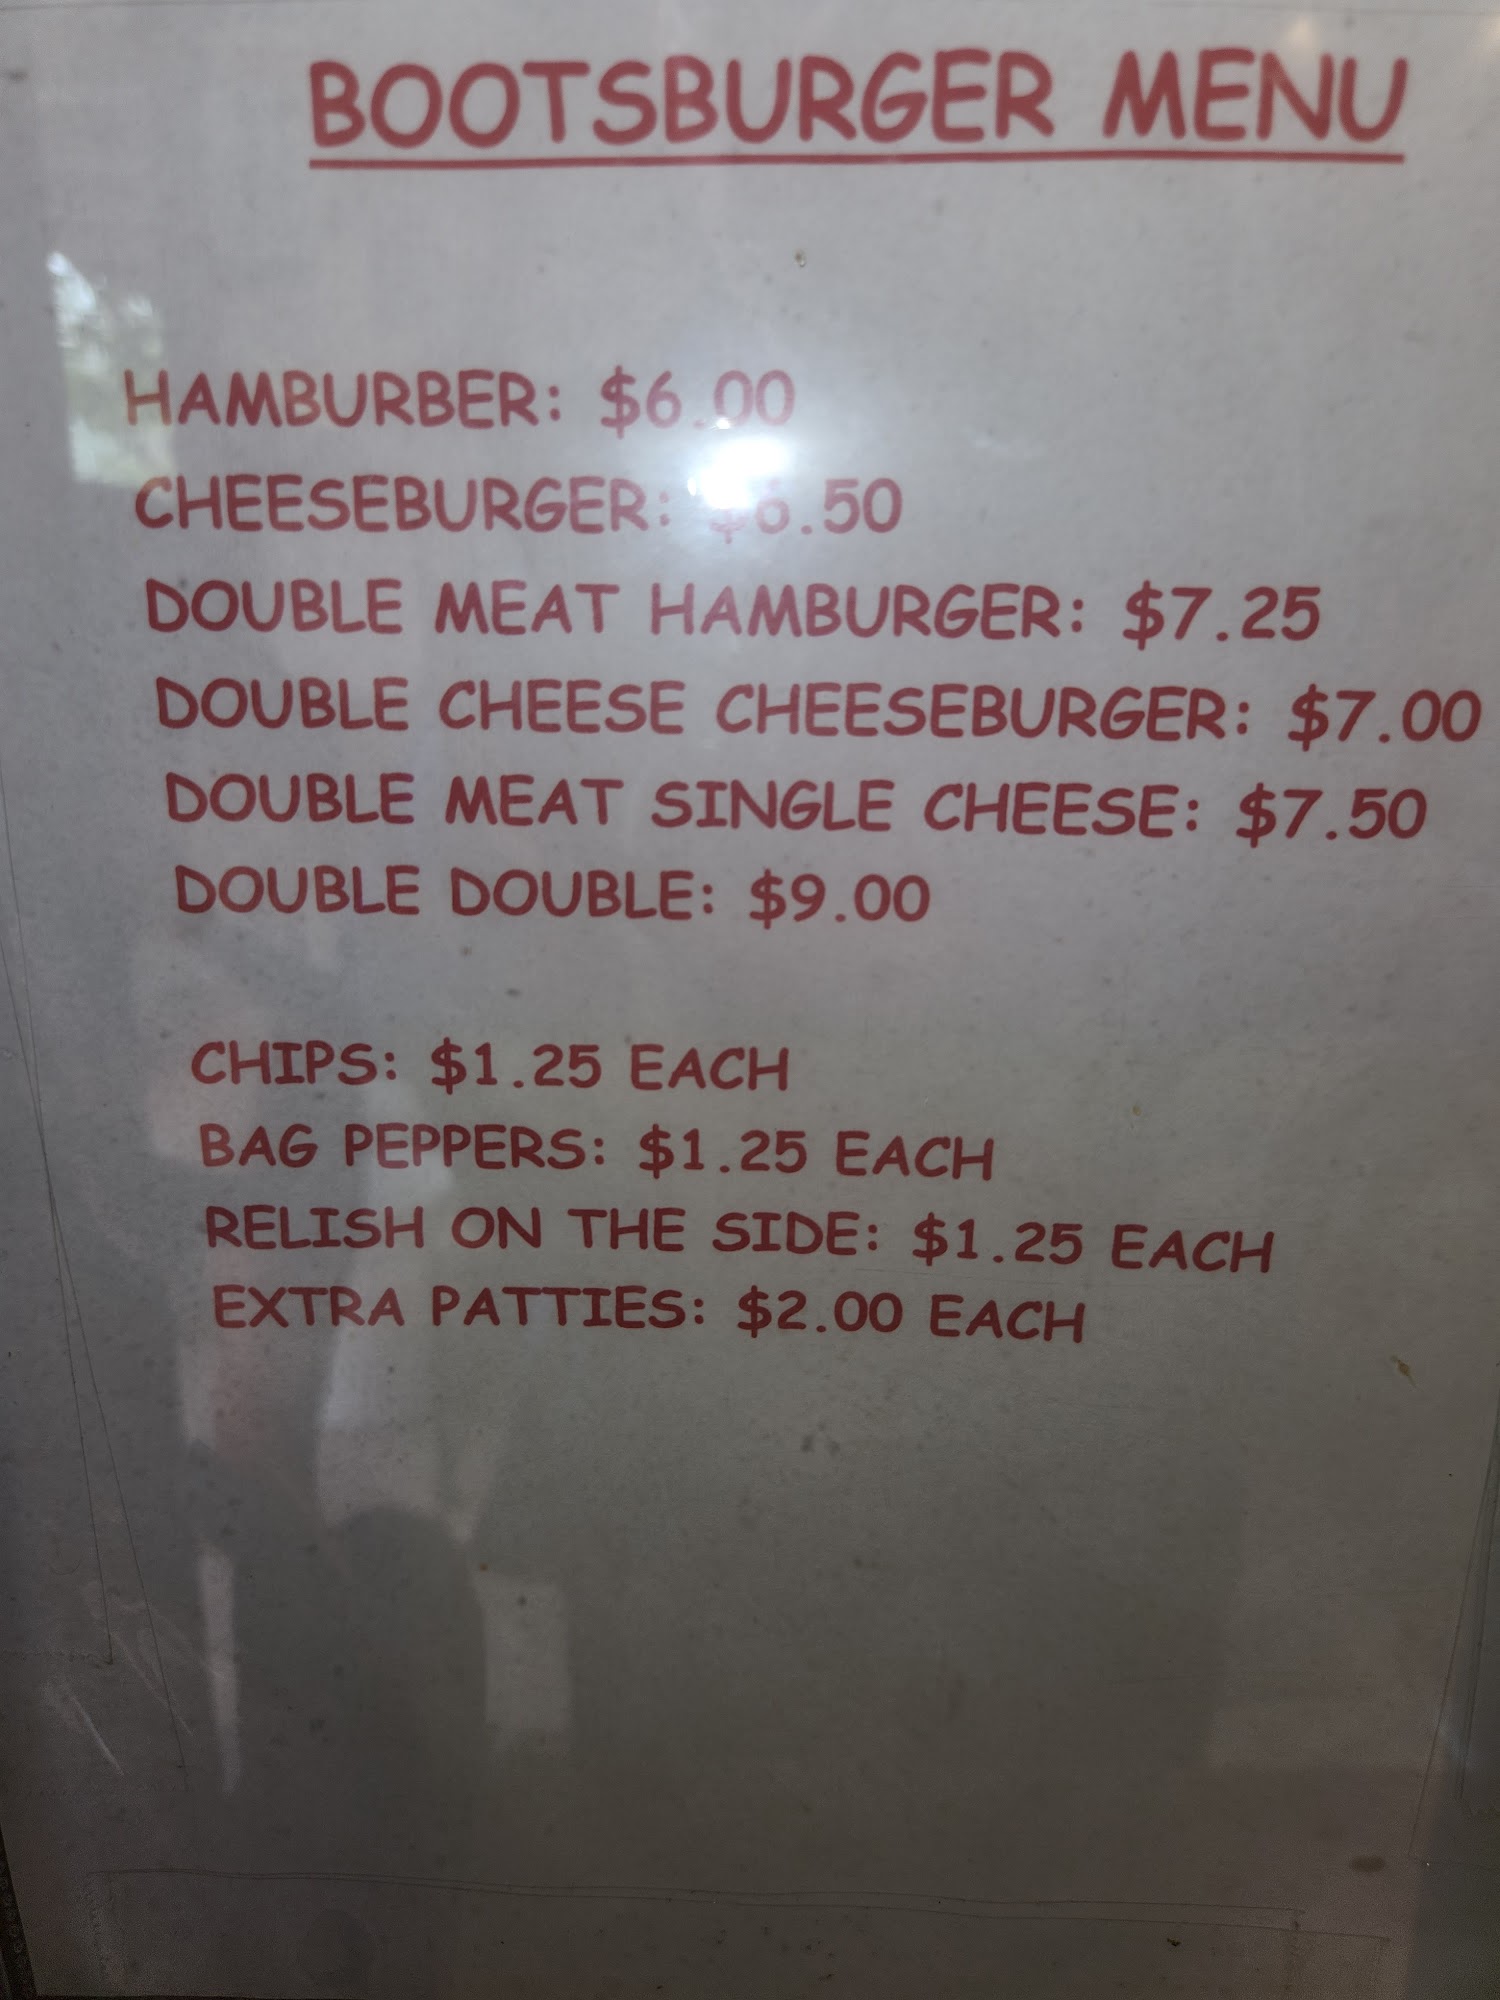 BOOTSBURGER MENU
HAMBURBER: $6.00
CHEESEBURGER: $6.50
DOUBLE MEAT HAMBURGER: $7.25
DOUBLE CHEESE CHEESEBURGER: $7.00
DOUBLE MEAT SINGLE CHEESE: $7.50
DOUBLE DOUBLE: $9.00
CHIPS: $1.25 EACH
BAG PEPPERS: $1.25 EACH
RELISH ON THE SIDE: $1.25 EACH
EXTRA PATTIES: $2.00 EACH